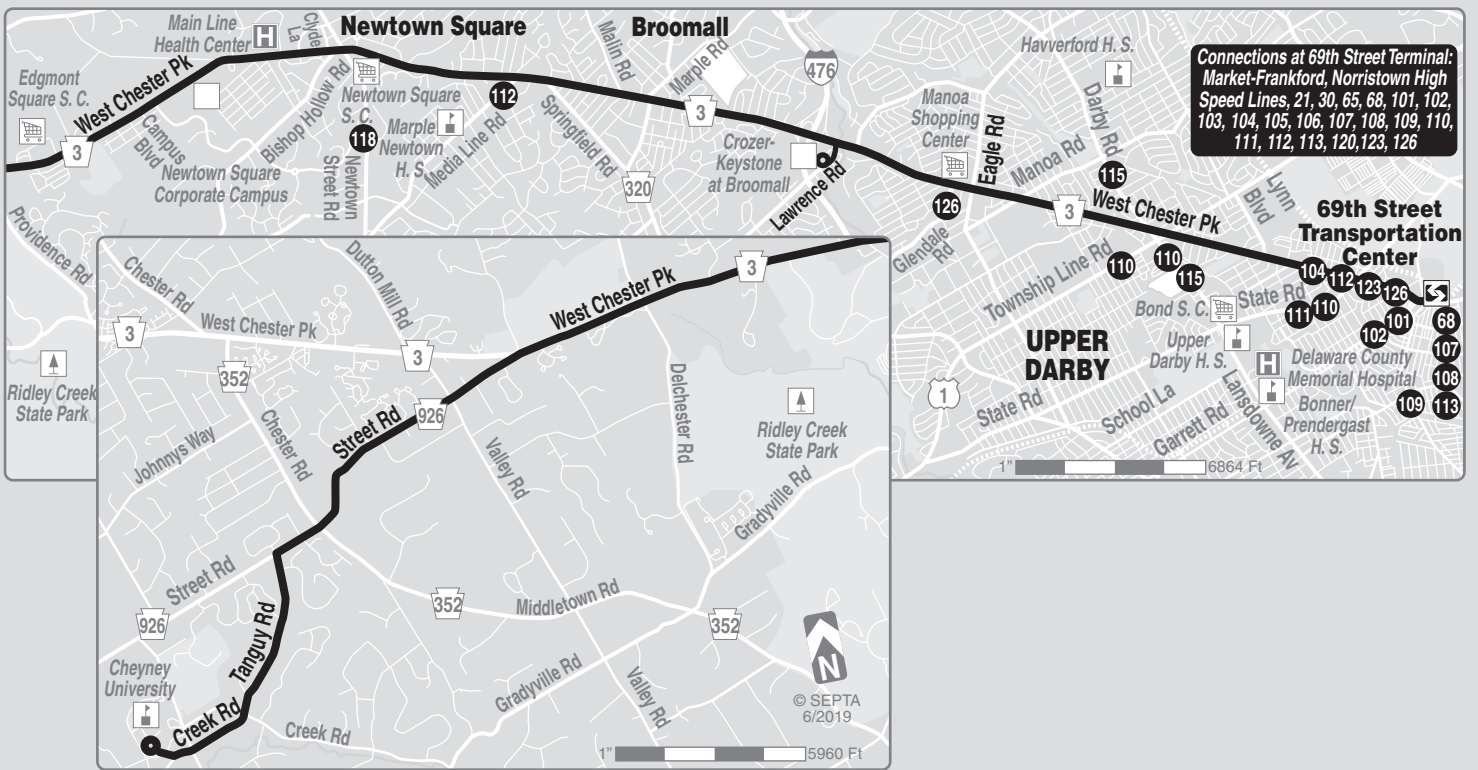 Main Line
Health Center
H
Clyde
La
Newtown Square
Broomall
Malin Rd
Marple Rd
476
Havverford H. S.
Connections at 69th Street Terminal:
Market-Frankford, Norristown High
Speed Lines, 21, 30, 65, 68, 101, 102,
103, 104, 105, 106, 107, 108, 109, 110,
111, 112, 113, 120,123, 126
Edgmont
Square S. C.
West Chester Pk
3
Campus
Blvd
Newtown Square
Corporate Campus
Bishop Hollow Rd
Newtown Square
S. C.
118
Newtown
Street Rd
Marple
Newtown
H. S.
Media Line Rd
112
Springfield Rd
320
3
Crozer-
Keystone
at Broomall
Lawrence Rd
Manoa
Shopping
Center
Eagle Rd
126
Glendale
Rd
Manoa Rd
Darby Rd
115
3
West Chester Pk
Lynn
Blvd
69th Street
Transportation
Center
Township Line Rd
110
110
115
Bond S. C.
State Rd
104
112
123
126
111
110
101
102
68
107
108
109
113
UPPER
DARBY
Upper
Darby H. S.
H
Delaware County
Memorial Hospital
Bonner/
Prendergast
H. S.
Lansdowne Av
1
State Rd
School La
Garrett Rd
1"
6864 Ft
Providence Rd
Ridley Creek
State Park
Chester Rd
Dutton Mill Rd
West Chester Pk
3
3
3
West Chester Pk
352
926
Street Rd
Johnnys Way
Chester Rd
Valley Rd
Delchester Rd
Ridley Creek
State Park
Gradyville Rd
Street Rd
926
352
Middletown Rd
352
Tanguy Rd
Cheyney
University
Creek Rd
Creek Rd
Gradyville Rd
Valley Rd
N
© SEPTA
6/2019
1"
5960 Ft